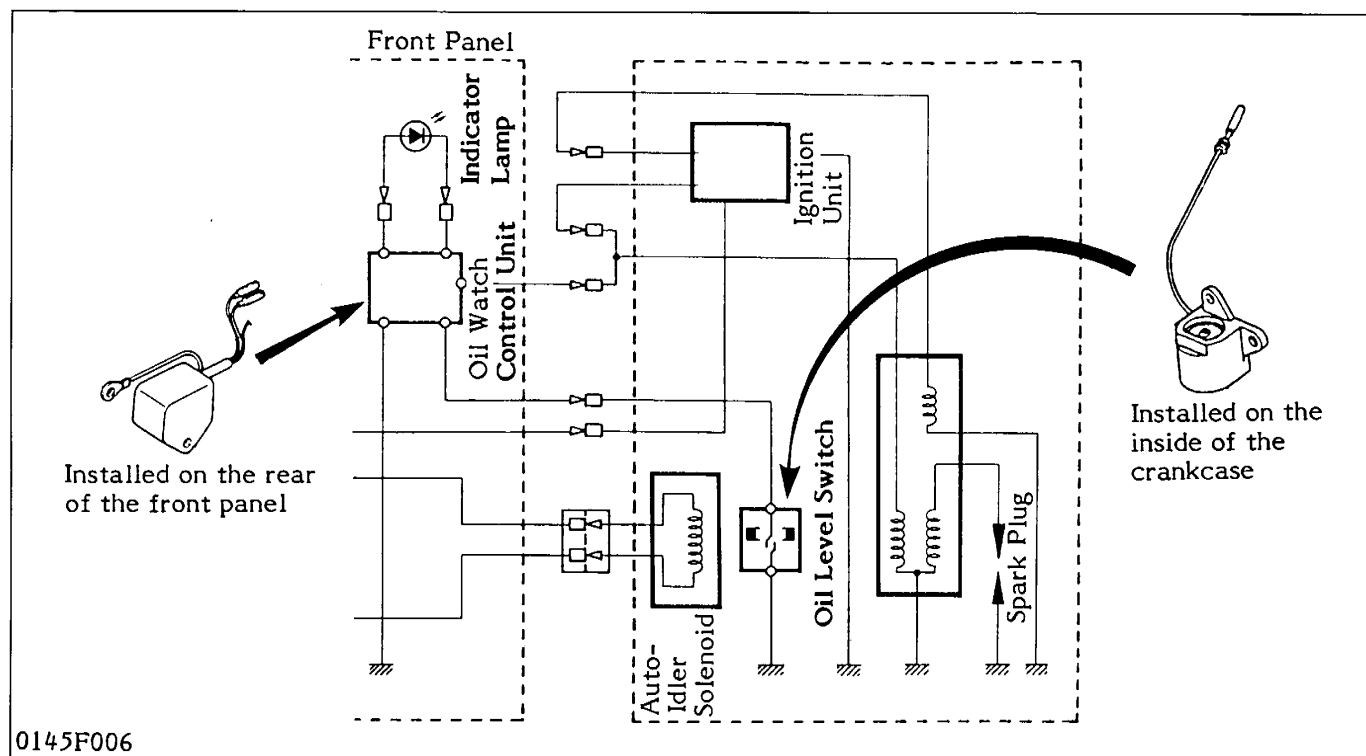 Front Panel
Indicator
Lamp
Oil Watch
Control Unit
Ignition
Unit
Installed on the rear
of the front panel
Installed on the
inside of the
crankcase
Auto-
Idler
Solenoid
Oil Level Switch
Spark Plug
0145F006